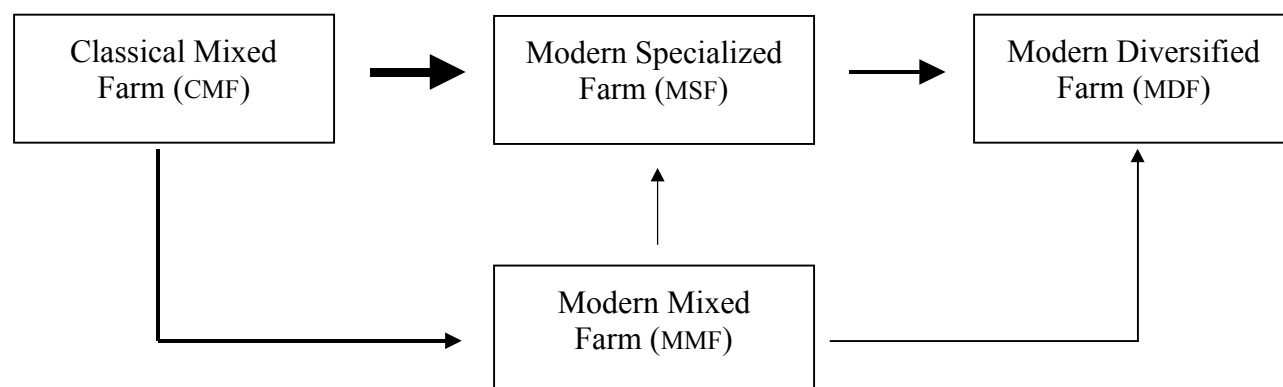 Classical Mixed
Farm (CMF)
Modern Specialized
Farm (MSF)
Modern Diversified
Farm (MDF)
Modern Mixed
Farm (MMF)